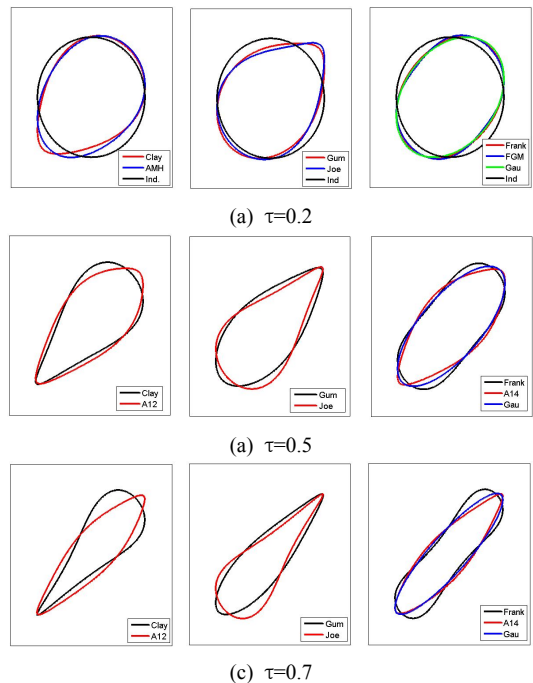 Clay
AMH
Ind.
Gum
Joe
Ind
Frank
FGM
Gau
Ind
(a) τ=0.2
Clay
A12
Gum
Joe
Frank
A14
Gau
(a) τ=0.5
Clay
A12
Gum
Joe
Frank
A14
Gau
(c) τ=0.7